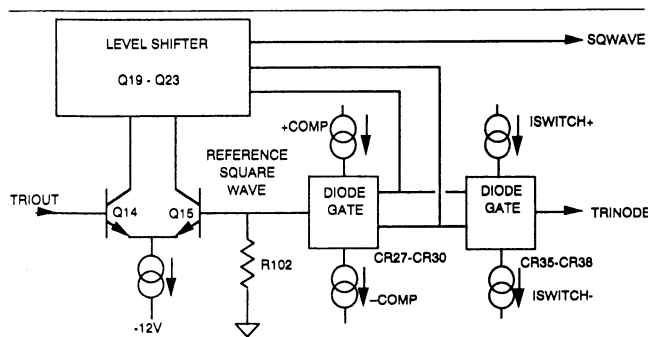 LEVEL SHIFTER
Q19 - Q23
SQWAVE
+COMP
ISWITCH+
REFERENCE
SQUARE
WAVE
TRIOUT
Q14
Q15
DIODE
GATE
DIODE
GATE
TRINODE
R102
CR27-CR30
CR35-CR38
-12V
–COMP
ISWITCH-